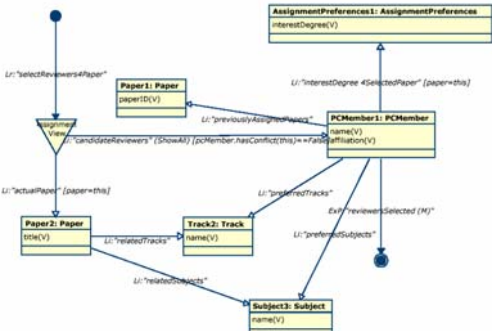 AssignmentPreferences1: AssignmentPreferences
interestDegree(V)
Lr:"selectReviewers4Paper"
Li:"interestDegree 4SelectedPaper" [paper=this]
Paper1: Paper
paperID(V)
Li:"previouslyAssignedPapers"
PCMember1: PCMember
name(V)
affiliation(V)
Assignment
View
Li:"candidateReviewers" (ShowAll) [pcMember.hasConflict(this)==False]
Li:"actualPaper" [paper=this]
Li:"preferredTracks"
ExP:"reviewersSelected (M)"
Paper2: Paper
title(V)
Li:"relatedTracks"
Track2: Track
name(V)
Li:"preferredSubjects"
Li:"relatedSubjects"
Subject3: Subject
name(V)